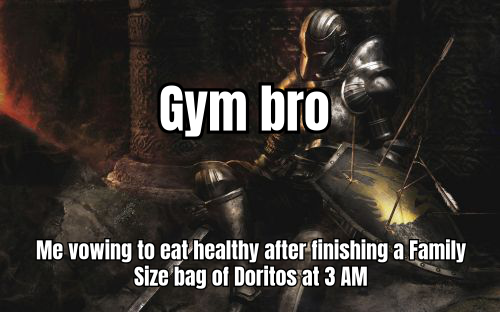 Gym bro
Me vowing to eat healthy after finishing a Family
Size bag of Doritos at 3 AM